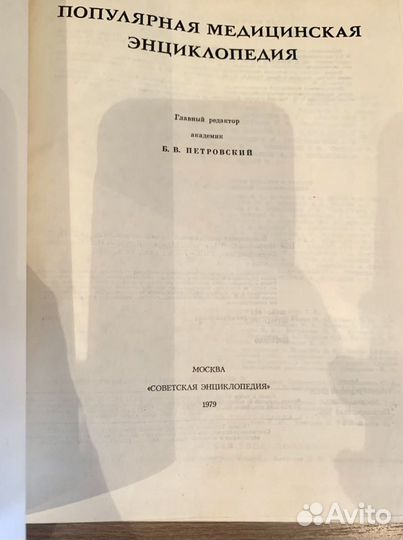 ПОПУЛЯРНАЯ МЕДИЦИНСКАЯ
ЭНЦИКЛОПЕДИЯ
Главный редактор
академик
Б. В. ПЕТРОВСКИЙ
МОСКВА
«СОВЕТСКАЯ ЭНЦИКЛОПЕДИЯ»
1979
Avito